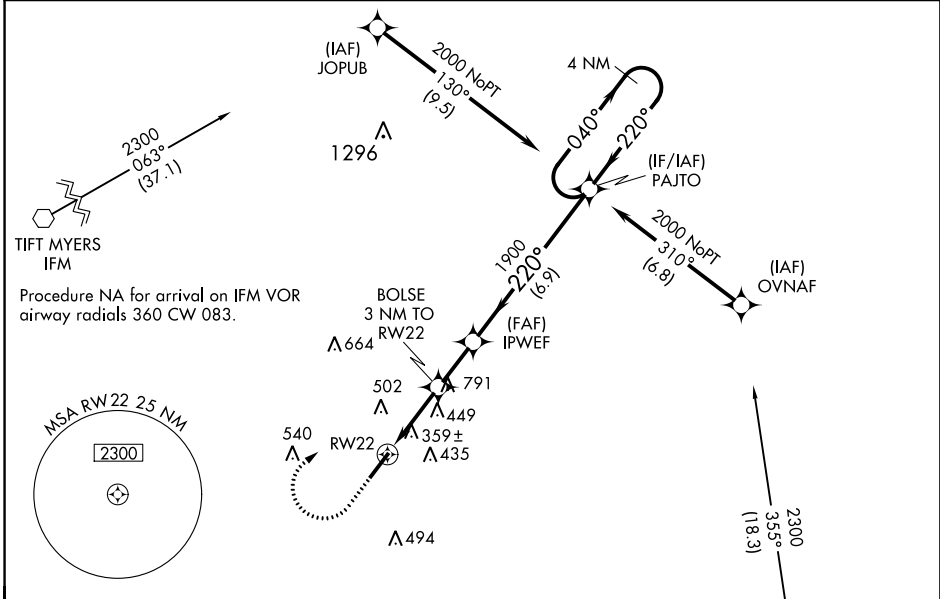 (IAF)
JOPUB
2000 NoPT
130°
(9.5)
4 NM
040°
220°
(IF/IAF)
PAJTO
1296
2300
063°
(37.1)
TIFT MYERS
IFM
Procedure NA for arrival on IFM VOR
airway radials 360 CW 083.
2000 NoPT
310°
(6.8)
(IAF)
OVNAF
1900
220°
(6.9)
BOLSE
3 NM TO
RW22
(FAF)
IPWEF
664
791
502
449
359±
540
RW22
435
494
MSA RW22 25 NM
2300
2300
355°
(18.3)